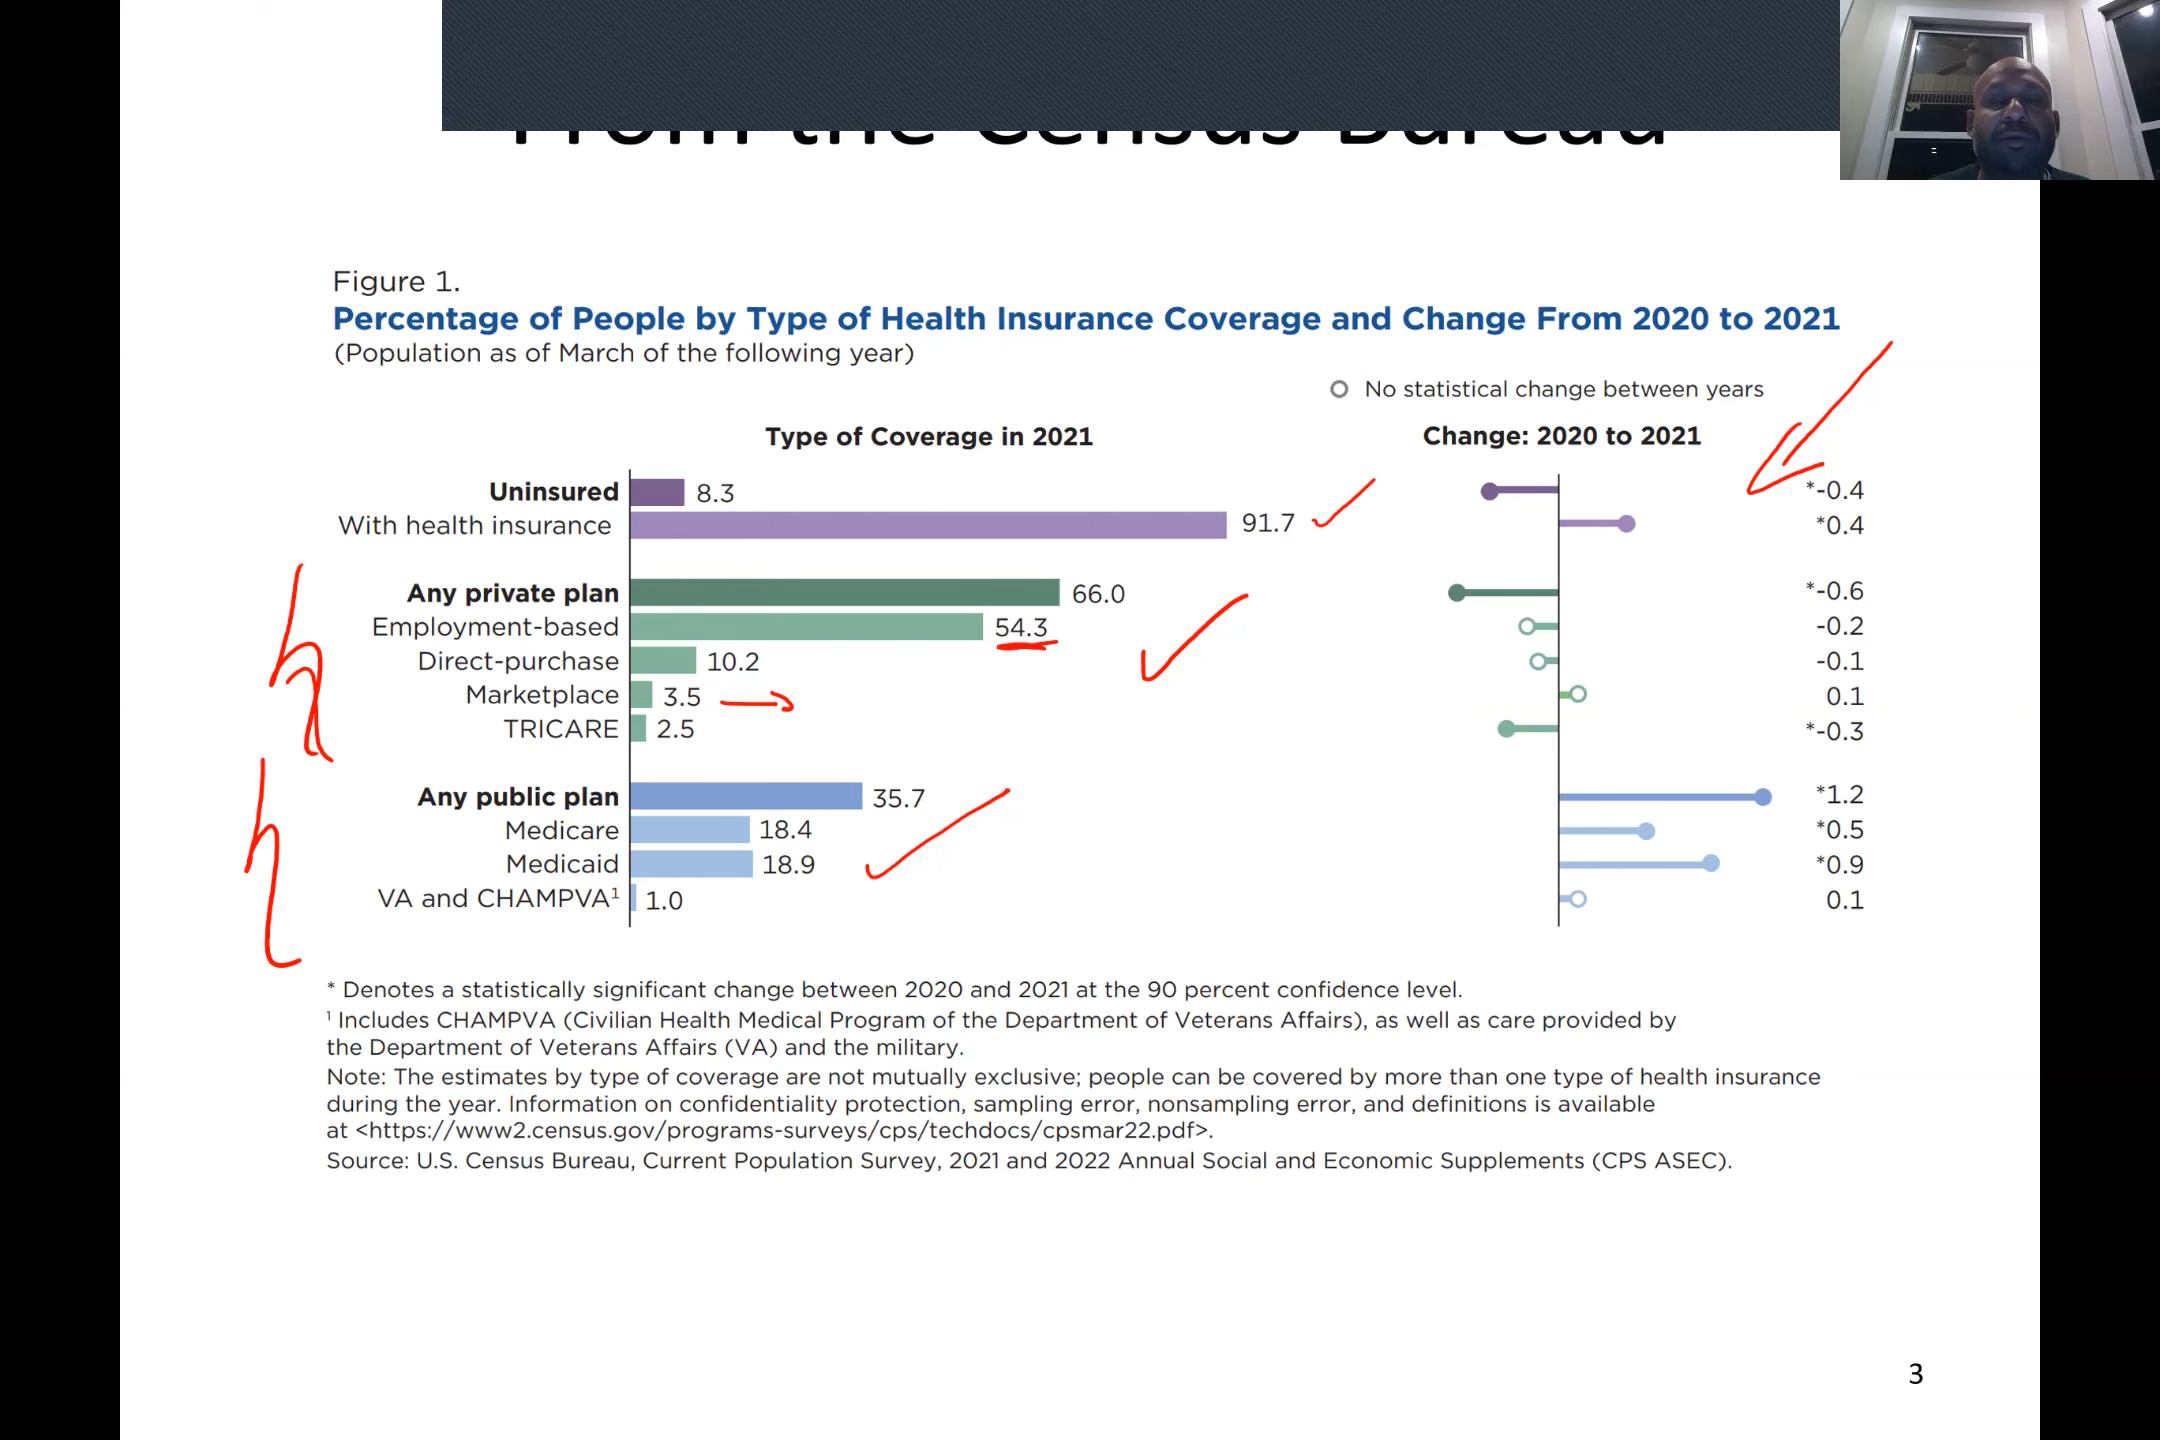 From the Census Bureau
Figure 1.
Percentage of People by Type of Health Insurance Coverage and Change From 2020 to 2021
(Population as of March of the following year)
No statistical change between years
Type of Coverage in 2021
Change: 2020 to 2021
Uninsured 8.3 *-0.4
With health insurance 91.7 *0.4
Any private plan 66.0 *-0.6
Employment-based 54.3 -0.2
Direct-purchase 10.2 -0.1
Marketplace 3.5 0.1
TRICARE 2.5 *-0.3
Any public plan 35.7 *1.2
Medicare 18.4 *0.5
Medicaid 18.9 *0.9
VA and CHAMPVA¹ 1.0 0.1
* Denotes a statistically significant change between 2020 and 2021 at the 90 percent confidence level.
¹ Includes CHAMPVA (Civilian Health Medical Program of the Department of Veterans Affairs), as well as care provided by
the Department of Veterans Affairs (VA) and the military.
Note: The estimates by type of coverage are not mutually exclusive; people can be covered by more than one type of health insurance
during the year. Information on confidentiality protection, sampling error, nonsampling error, and definitions is available
at <https://www2.census.gov/programs-surveys/cps/techdocs/cpsmar22.pdf>.
Source: U.S. Census Bureau, Current Population Survey, 2021 and 2022 Annual Social and Economic Supplements (CPS ASEC).
3